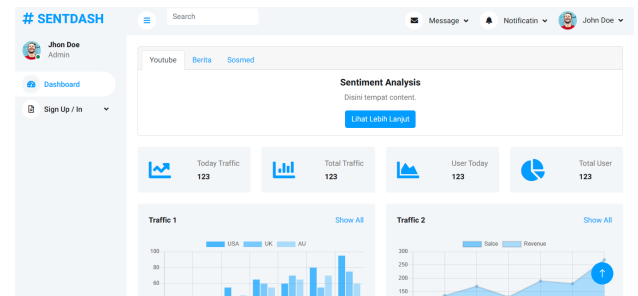 # SENTDASH
Search
Message
Notificatin
John Doe
Jhon Doe
Admin
Dashboard
Sign Up / In
Youtube
Berita
Sosmed
Sentiment Analysis
Disini tempat content.
Lihat Lebih Lanjut
Today Traffic
123
Total Traffic
123
User Today
123
Total User
123
Traffic 1
Show All
USA
UK
AU
100
80
60
Traffic 2
Show All
Salse
Revenue
300
250
200
150